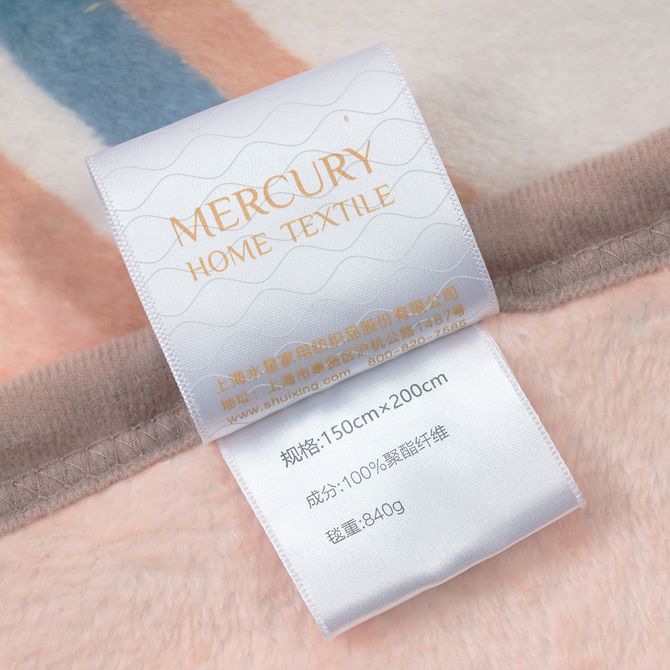 MERCURY
HOME TEXTILE
上海水星家用纺织品股份有限公司
地址：上海市奉贤区沪杭公路1487号
www.shuixing.com 800-820-7585
规格:150cm×200cm
成分:100%聚酯纤维
毯重:840g